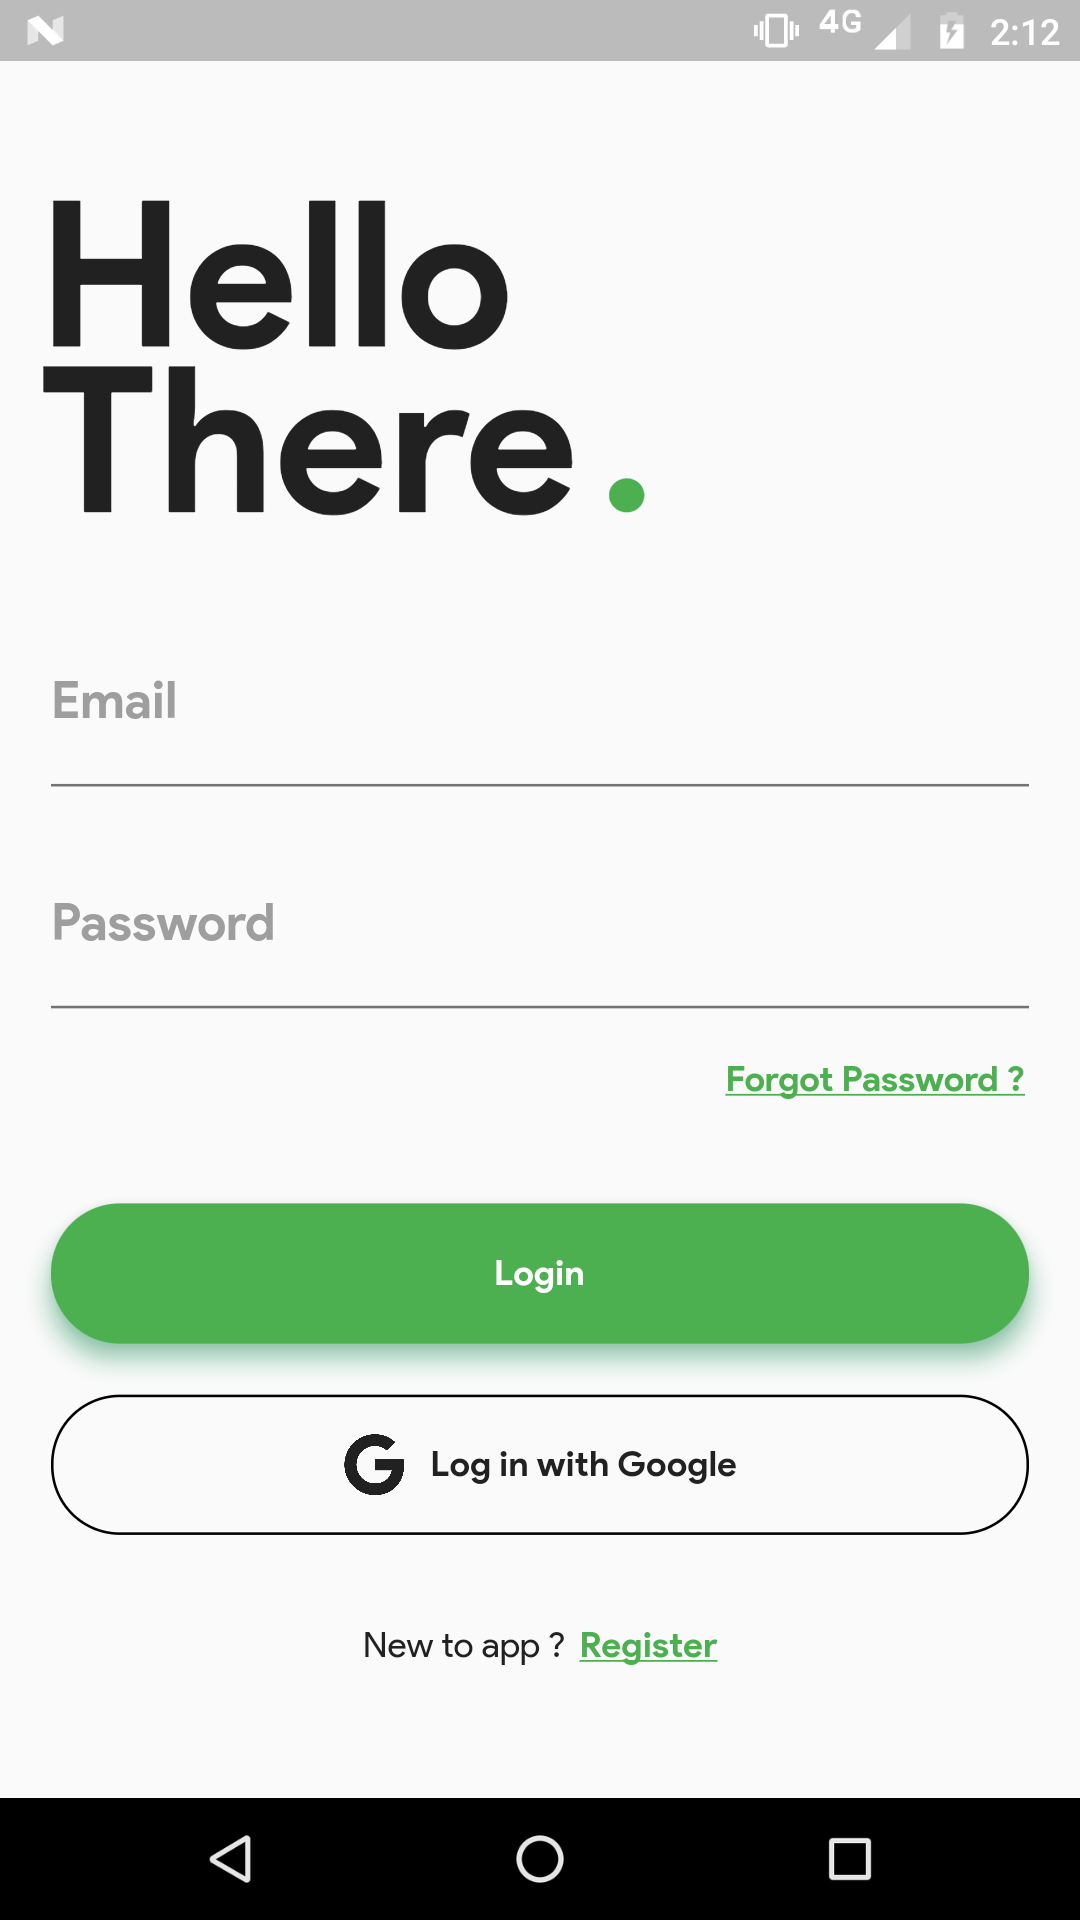 4G 2:12
Hello
There.
Email
Password
Forgot Password ?
Login
Log in with Google
New to app ? Register